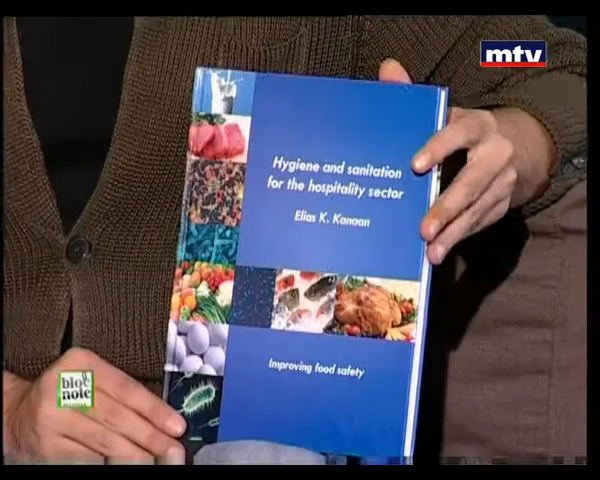 mtv
Hygiene and sanitation
for the hospitality sector
Elias K. Kanaan
Improving food safety
bloc
note